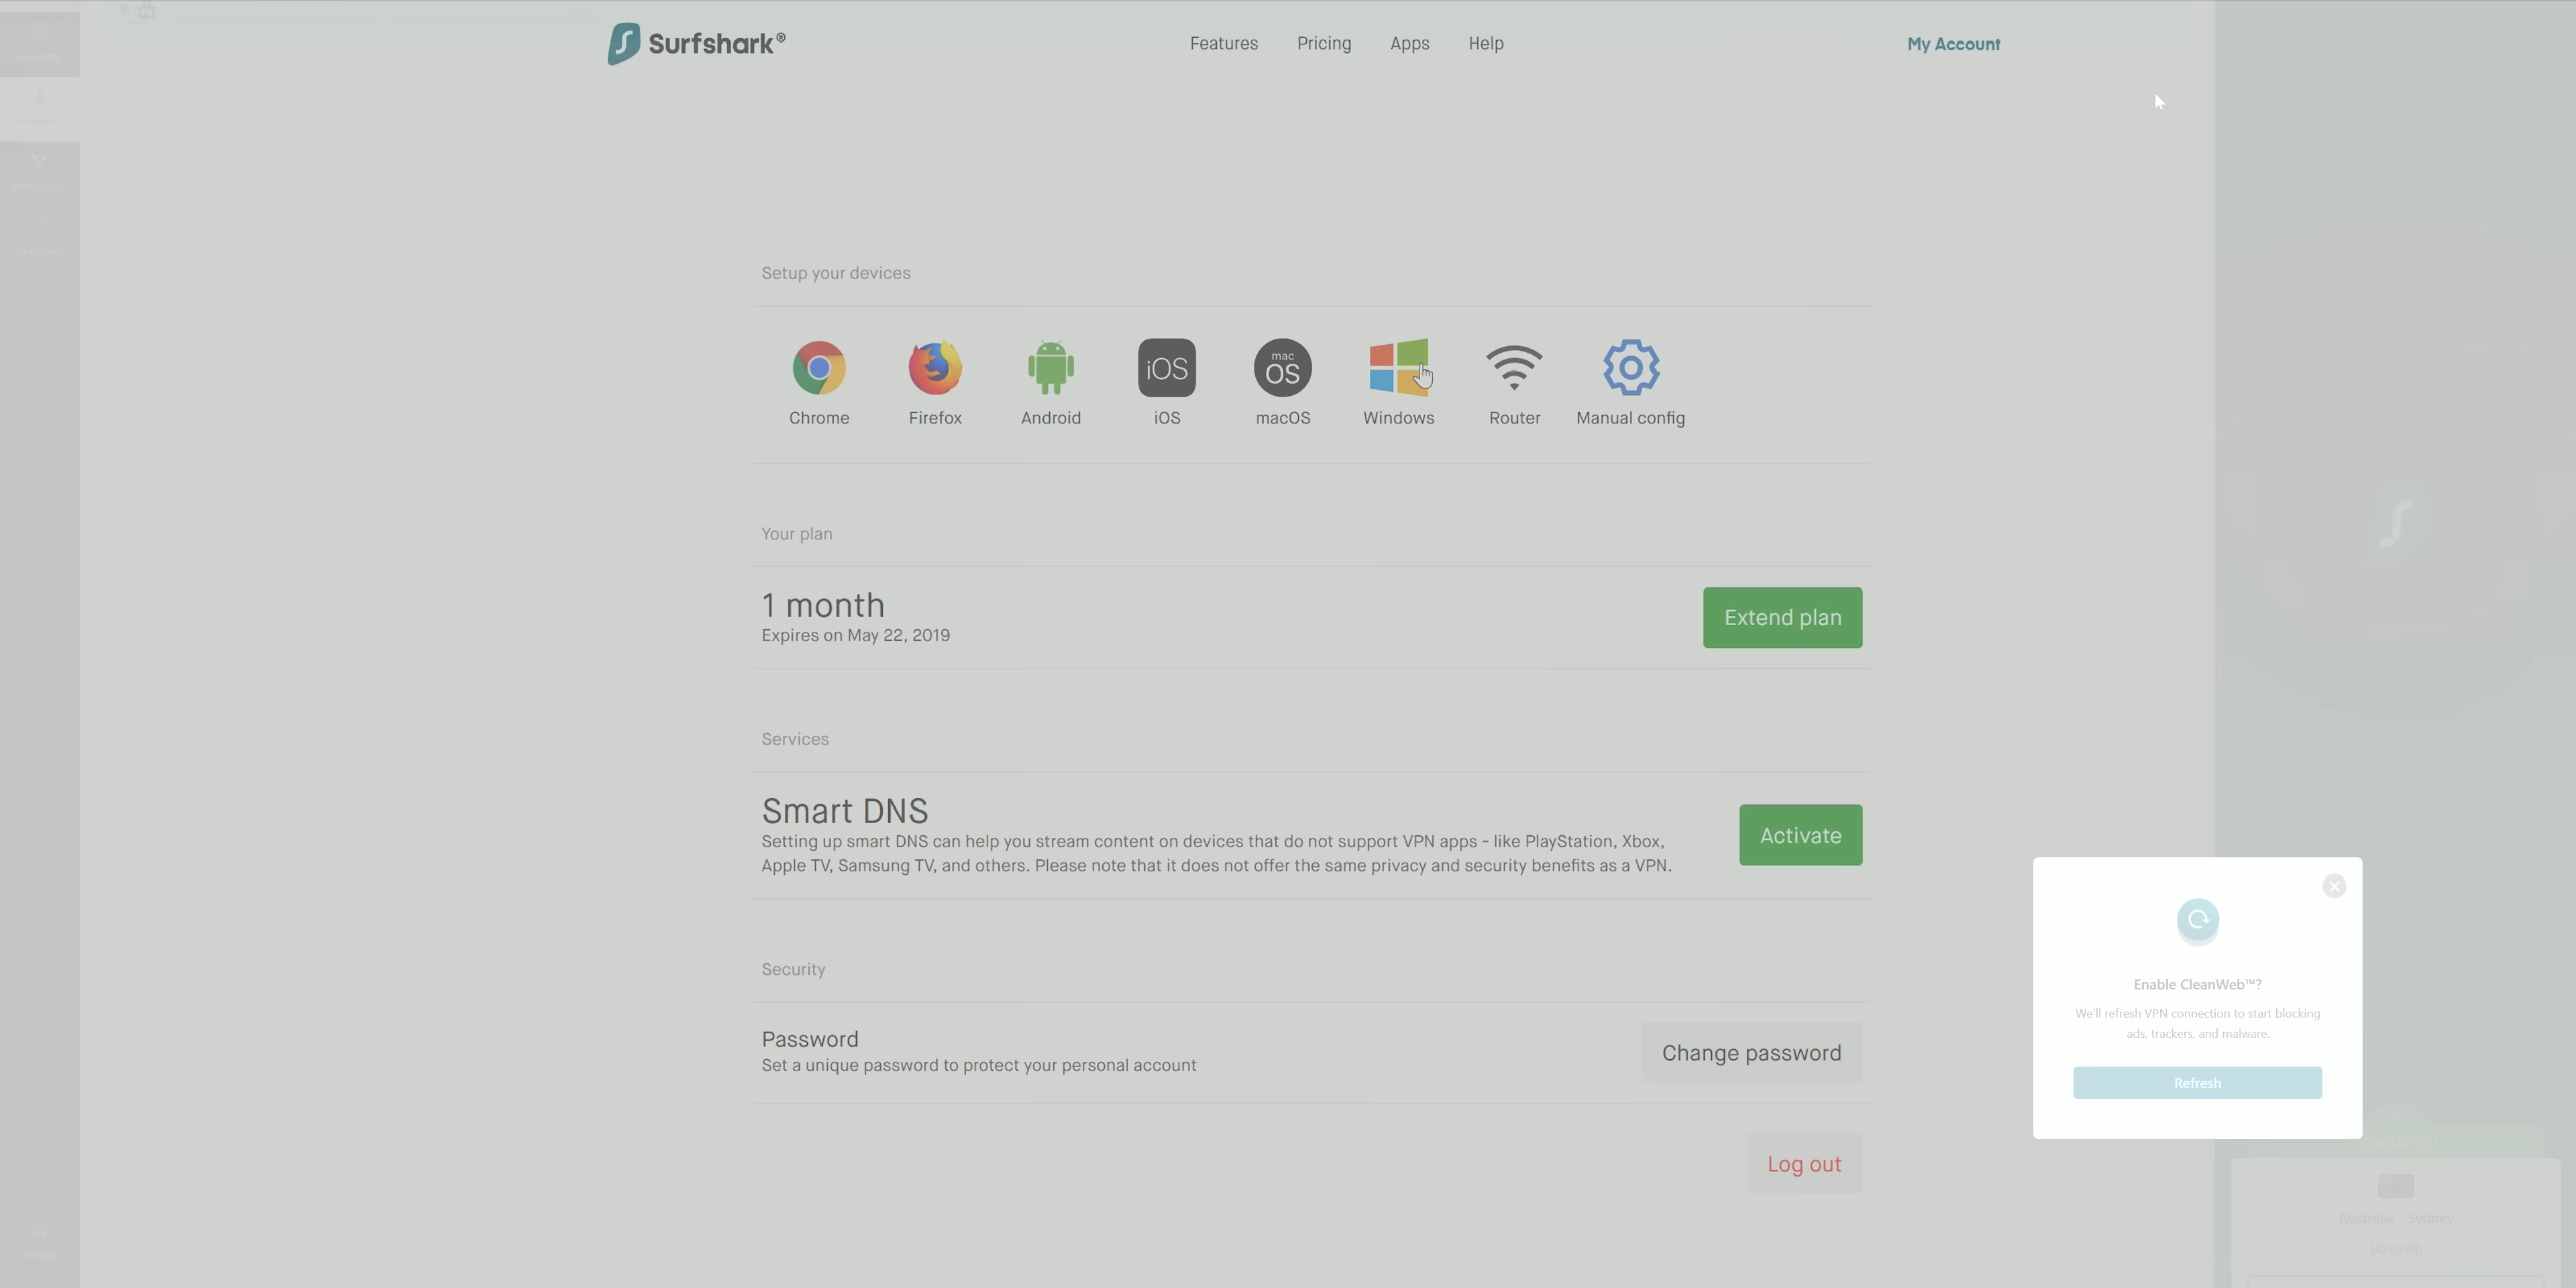 Surfshark®
Features
Pricing
Apps
Help
My Account
Setup your devices
iOS
mac
OS
Chrome
Firefox
Android
iOS
macOS
Windows
Router
Manual config
Your plan
1 month
Expires on May 22, 2019
Extend plan
Services
Smart DNS
Setting up smart DNS can help you stream content on devices that do not support VPN apps - like PlayStation, Xbox,
Apple TV, Samsung TV, and others. Please note that it does not offer the same privacy and security benefits as a VPN.
Activate
Security
Password
Set a unique password to protect your personal account
Change password
Log out
Enable CleanWeb™?
We'll refresh VPN connection to start blocking
ads, trackers, and malware.
Refresh
Australia - Sydney